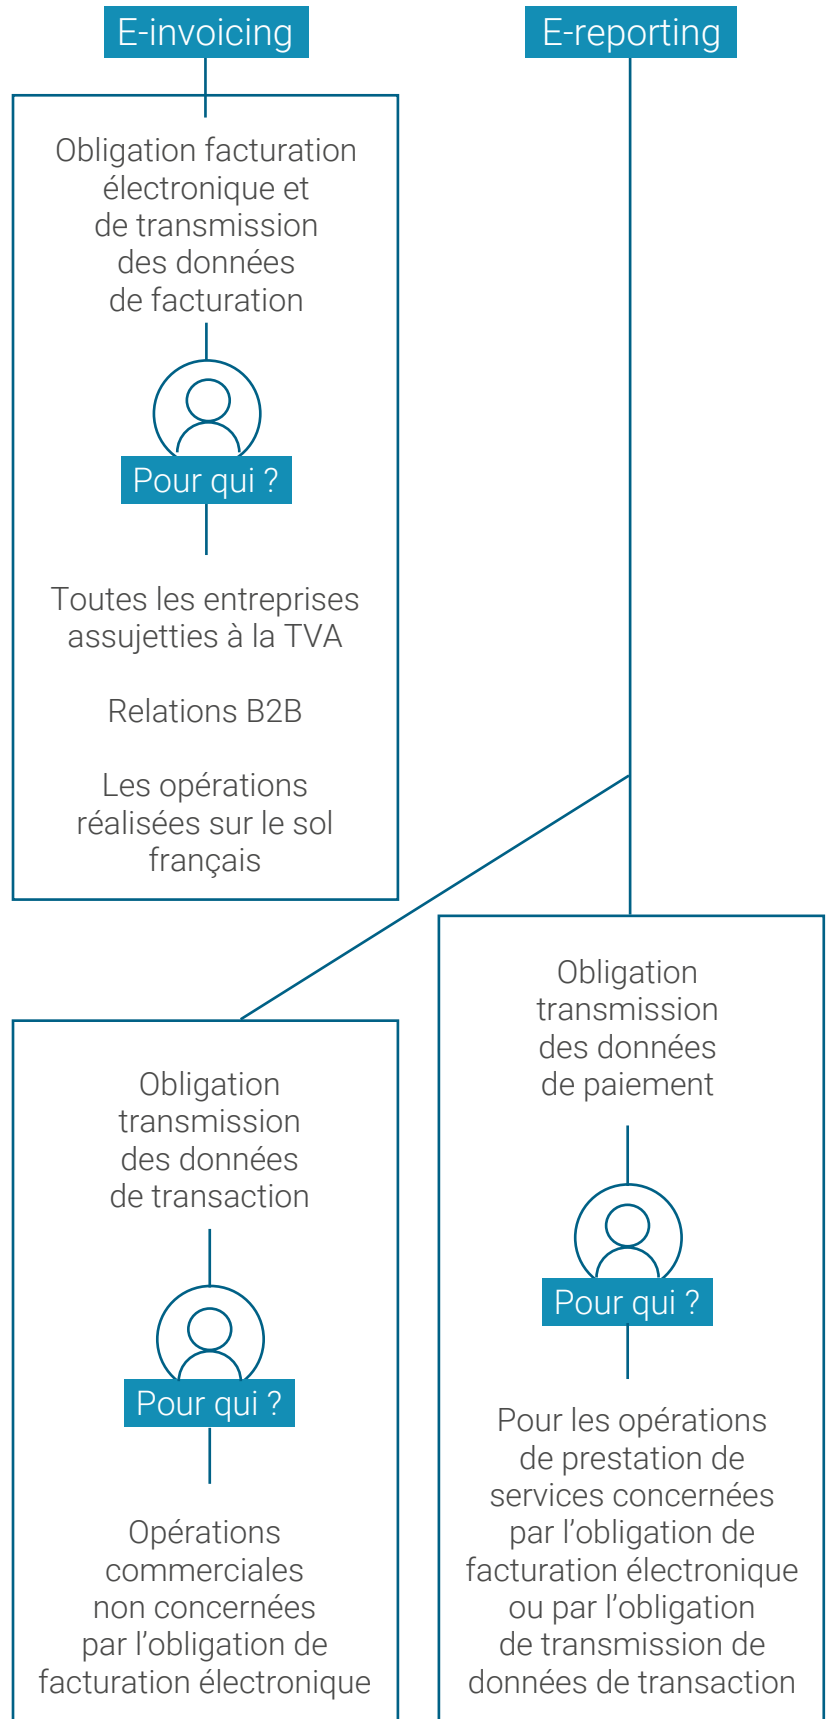 E-invoicing
E-reporting
Obligation facturation
électronique et
de transmission
des données
de facturation
Pour qui ?
Toutes les entreprises
assujetties à la TVA
Relations B2B
Les opérations
réalisées sur le sol
français
Obligation
transmission
des données
de transaction
Pour qui ?
Opérations
commerciales
non concernées
par l’obligation de
facturation électronique
Obligation
transmission
des données
de paiement
Pour qui ?
Pour les opérations
de prestation de
services concernées
par l’obligation de
facturation électronique
ou par l’obligation
de transmission de
données de transaction